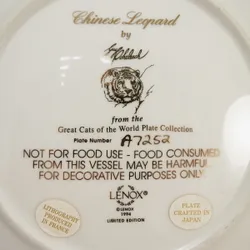 Chinese Leopard
by
from the
Great Cats of the World Plate Collection
Plate Number A7252
NOT FOR FOOD USE - FOOD CONSUMED
FROM THIS VESSEL MAY BE HARMFUL
FOR DECORATIVE PURPOSES ONLY
LENOX®
©LENOX
1994
LIMITED EDITION
LITHOGRAPHY
PRODUCED
IN FRANCE
PLATE
CRAFTED IN
JAPAN